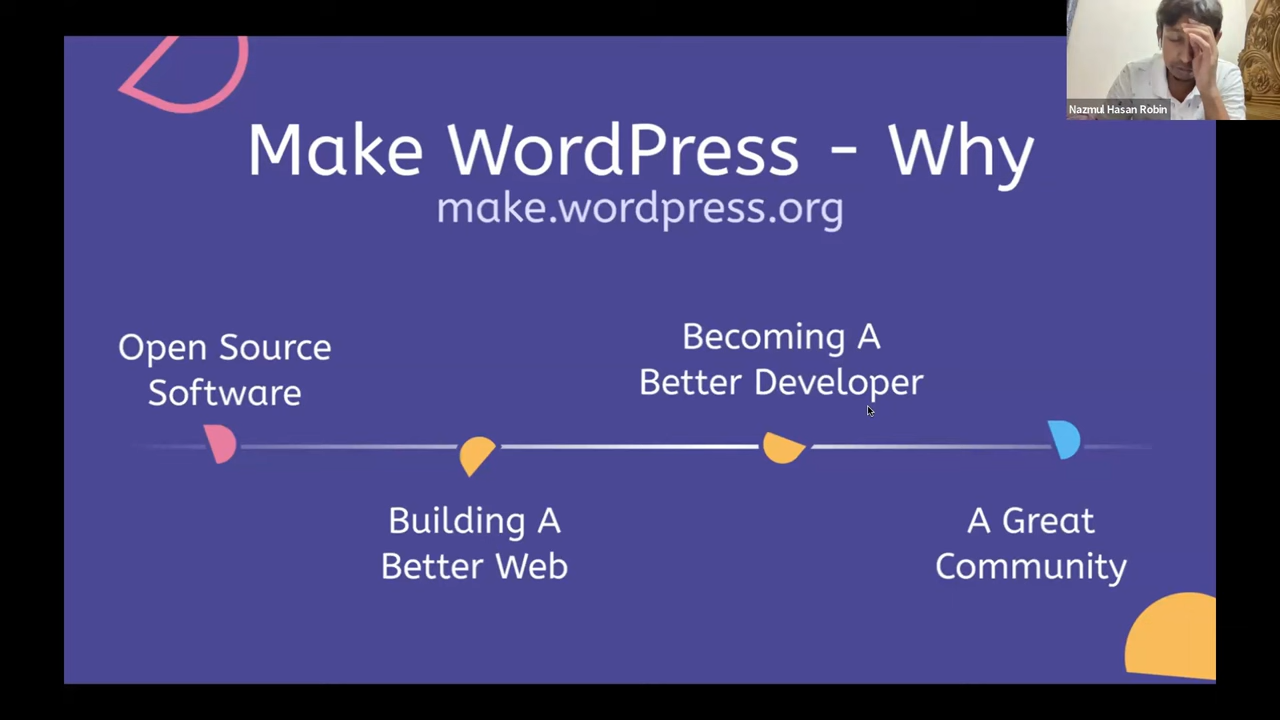 Nazmul Hasan Robin
Make WordPress - Why
make.wordpress.org
Open Source
Software
Building A
Better Web
Becoming A
Better Developer
A Great
Community